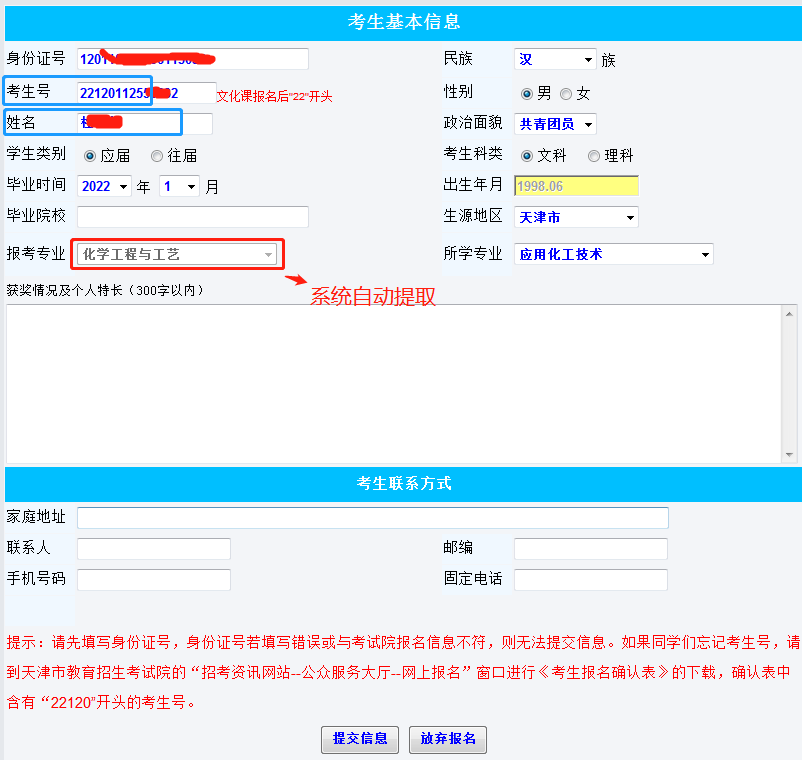 考生基本信息
身份证号 1201 民族 汉 族
考生号 2212011255 2 文化课报名后"22"开头 性别 男 女
姓名 政治面貌 共青团员
学生类别 应届 往届 考生科类 文科 理科
毕业时间 2022 年 1 月 出生年月 1998.06
毕业院校 生源地区 天津市
报考专业 化学工程与工艺 所学专业 应用化工技术
系统自动提取
获奖情况及个人特长（300字以内）
考生联系方式
家庭地址
联系人 邮编
手机号码 固定电话
提示：请先填写身份证号，身份证号若填写错误或与考试院报名信息不符，则无法提交信息。如果同学们忘记考生号，请
到天津市教育招生考试院的“招考资讯网站--公众服务大厅--网上报名”窗口进行《考生报名确认表》的下载，确认表中
含有“22120”开头的考生号。
提交信息 放弃报名